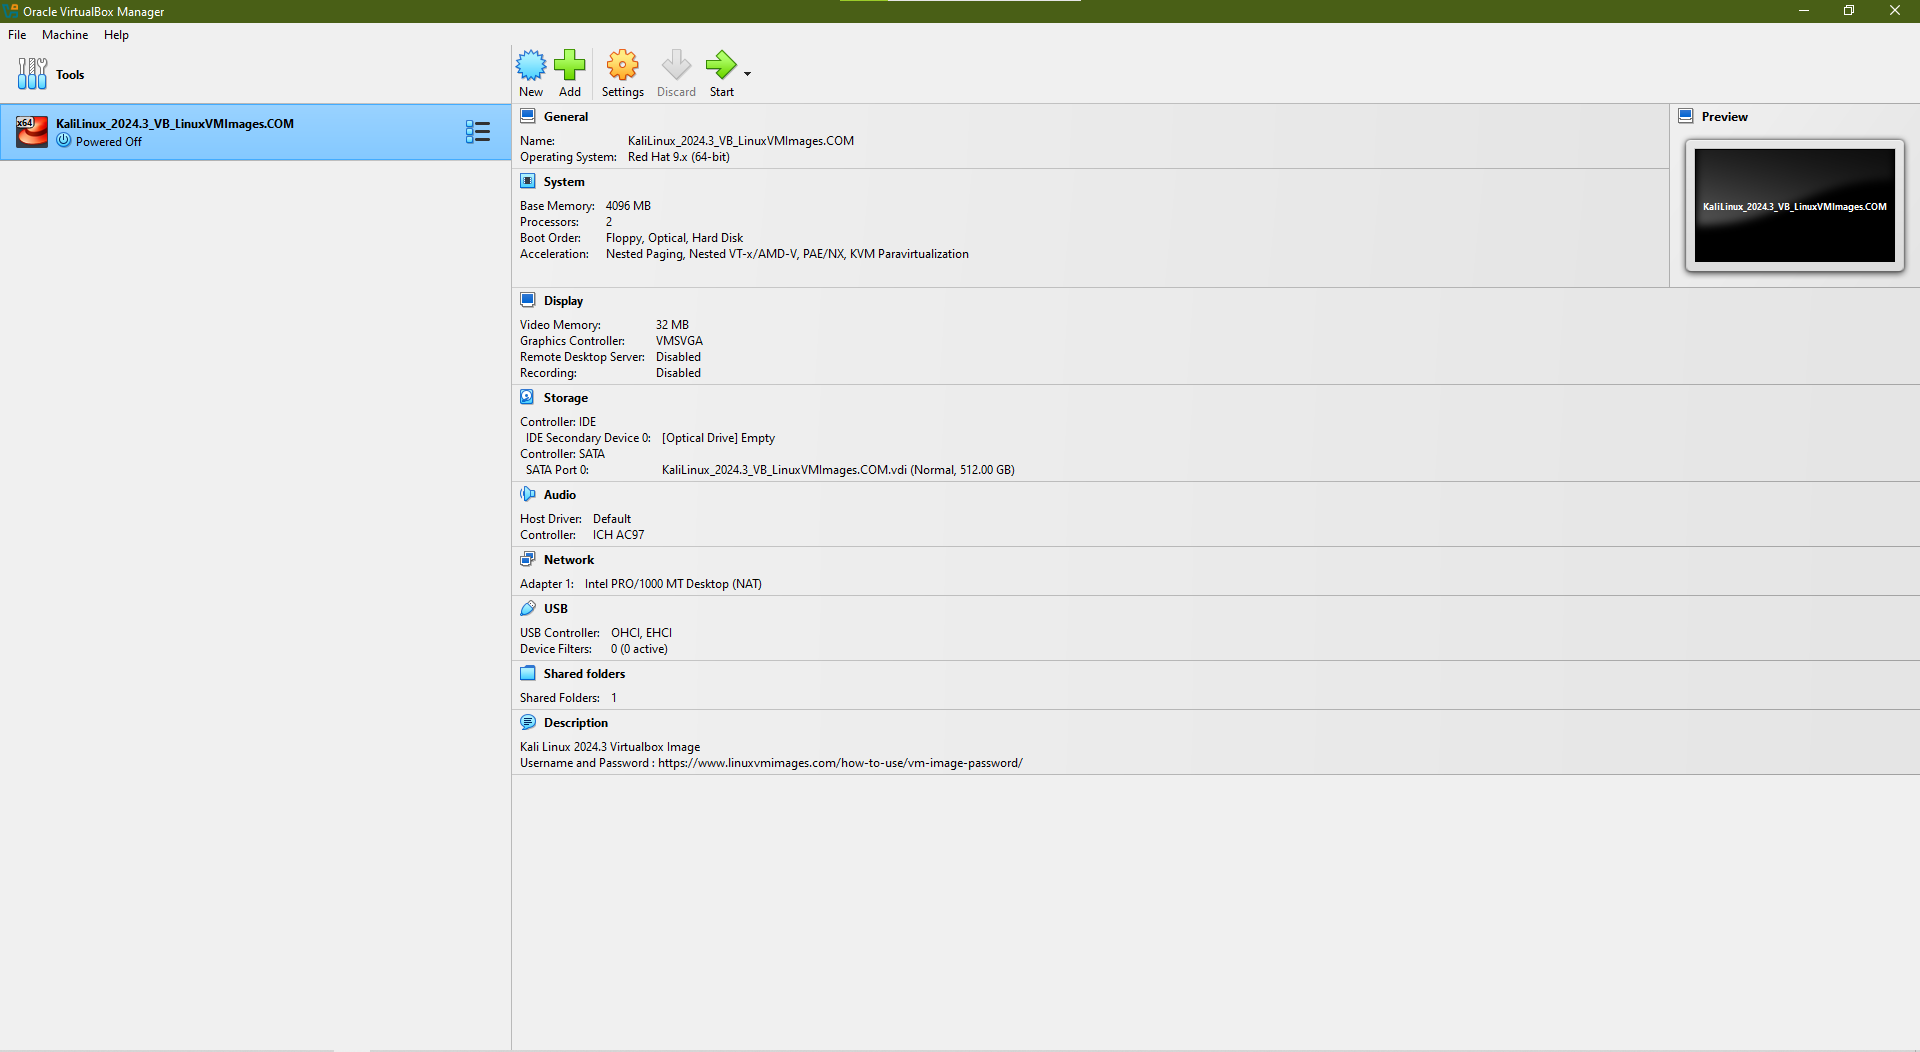 Oracle VirtualBox Manager
File Machine Help
Tools
New Add Settings Discard Start
x64
KaliLinux_2024.3_VB_LinuxVMImages.COM
Powered Off
General
Name: KaliLinux_2024.3_VB_LinuxVMImages.COM
Operating System: Red Hat 9.x (64-bit)
System
Base Memory: 4096 MB
Processors: 2
Boot Order: Floppy, Optical, Hard Disk
Acceleration: Nested Paging, Nested VT-x/AMD-V, PAE/NX, KVM Paravirtualization
Preview
KaliLinux_2024.3_VB_LinuxVMImages.COM
Display
Video Memory: 32 MB
Graphics Controller: VMSVGA
Remote Desktop Server: Disabled
Recording: Disabled
Storage
Controller: IDE
IDE Secondary Device 0: [Optical Drive] Empty
Controller: SATA
SATA Port 0: KaliLinux_2024.3_VB_LinuxVMImages.COM.vdi (Normal, 512.00 GB)
Audio
Host Driver: Default
Controller: ICH AC97
Network
Adapter 1: Intel PRO/1000 MT Desktop (NAT)
USB
USB Controller: OHCI, EHCI
Device Filters: 0 (0 active)
Shared folders
Shared Folders: 1
Description
Kali Linux 2024.3 Virtualbox Image
Username and Password : https://www.linuxvmimages.com/how-to-use/vm-image-password/